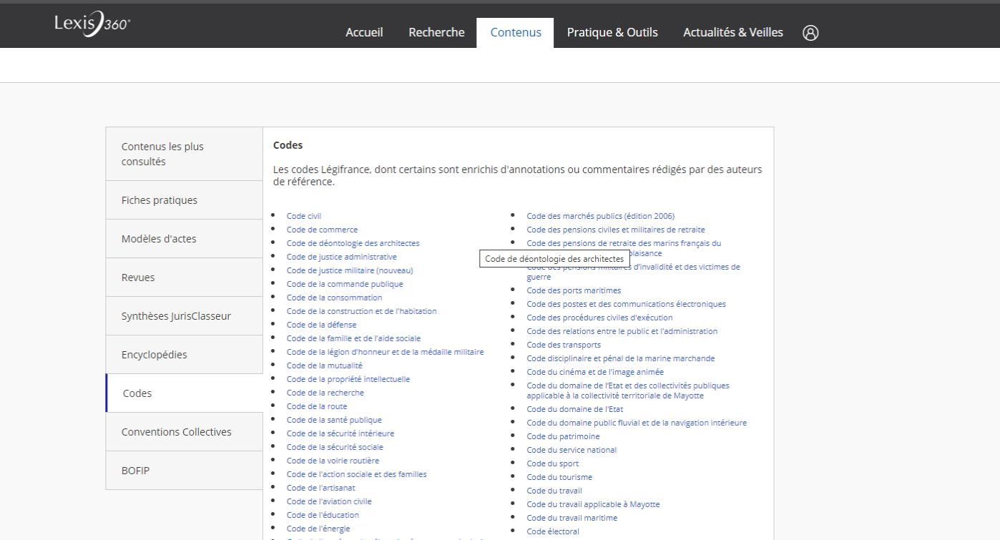 Lexis 360°
Accueil
Recherche
Contenus
Pratique & Outils
Actualités & Veilles
Contenus les plus
consultés
Fiches pratiques
Modèles d'actes
Revues
Synthèses JurisClasseur
Encyclopédies
Codes
Conventions Collectives
BOFIP
Codes
Les codes Légifrance, dont certains sont enrichis d'annotations ou commentaires rédigés par des auteurs
de référence.
Code civil
Code de commerce
Code de déontologie des architectes
Code de justice administrative
Code de justice militaire (nouveau)
Code de la commande publique
Code de la consommation
Code de la construction et de l'habitation
Code de la défense
Code de la famille et de l'aide sociale
Code de la légion d'honneur et de la médaille militaire
Code de la mutualité
Code de la propriété intellectuelle
Code de la recherche
Code de la route
Code de la santé publique
Code de la sécurité intérieure
Code de la sécurité sociale
Code de la voirie routière
Code de l'action sociale et des familles
Code de l'artisanat
Code de l'aviation civile
Code de l'éducation
Code de l'énergie
Code des marchés publics (édition 2006)
Code des pensions civiles et militaires de retraite
Code des pensions de retraite des marins français du
plaisance
Code de déontologie des architectes
Code des pensions militaires d'invalidité et des victimes de
guerre
Code des ports maritimes
Code des postes et des communications électroniques
Code des procédures civiles d'exécution
Code des relations entre le public et l'administration
Code des transports
Code disciplinaire et pénal de la marine marchande
Code du cinéma et de l'image animée
Code du domaine de l'Etat et des collectivités publiques
applicable à la collectivité territoriale de Mayotte
Code du domaine de l'Etat
Code du domaine public fluvial et de la navigation intérieure
Code du patrimoine
Code du service national
Code du sport
Code du tourisme
Code du travail
Code du travail applicable à Mayotte
Code du travail maritime
Code électoral